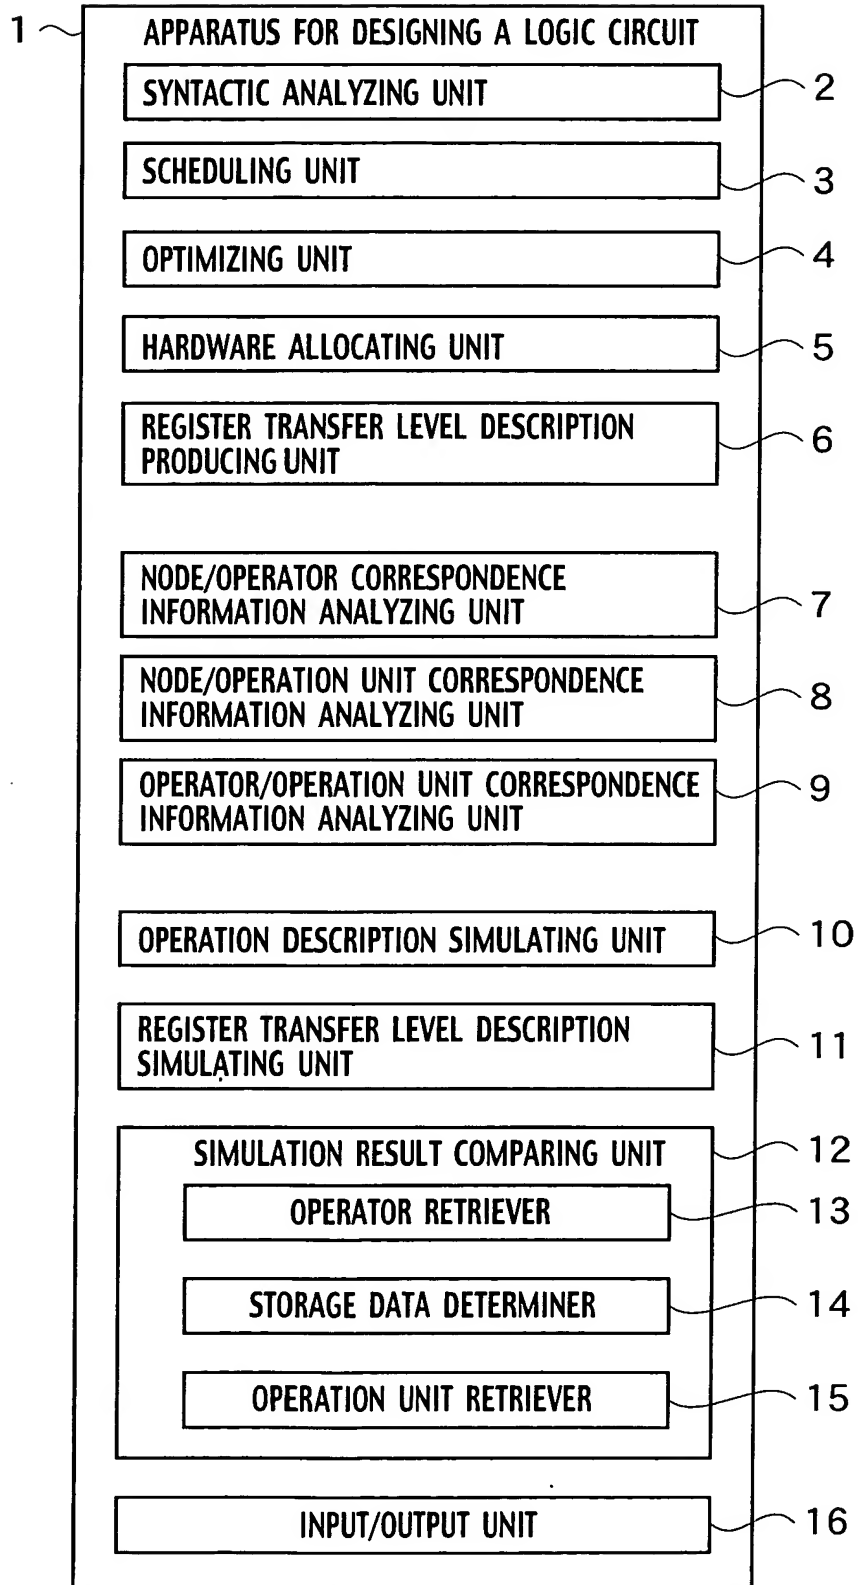 1 APPARATUS FOR DESIGNING A LOGIC CIRCUIT
SYNTACTIC ANALYZING UNIT 2
SCHEDULING UNIT 3
OPTIMIZING UNIT 4
HARDWARE ALLOCATING UNIT 5
REGISTER TRANSFER LEVEL DESCRIPTION
PRODUCING UNIT 6
NODE/OPERATOR CORRESPONDENCE
INFORMATION ANALYZING UNIT 7
NODE/OPERATION UNIT CORRESPONDENCE
INFORMATION ANALYZING UNIT 8
OPERATOR/OPERATION UNIT CORRESPONDENCE
INFORMATION ANALYZING UNIT 9
OPERATION DESCRIPTION SIMULATING UNIT 10
REGISTER TRANSFER LEVEL DESCRIPTION
SIMULATING UNIT 11
SIMULATION RESULT COMPARING UNIT 12
OPERATOR RETRIEVER 13
STORAGE DATA DETERMINER 14
OPERATION UNIT RETRIEVER 15
INPUT/OUTPUT UNIT 16